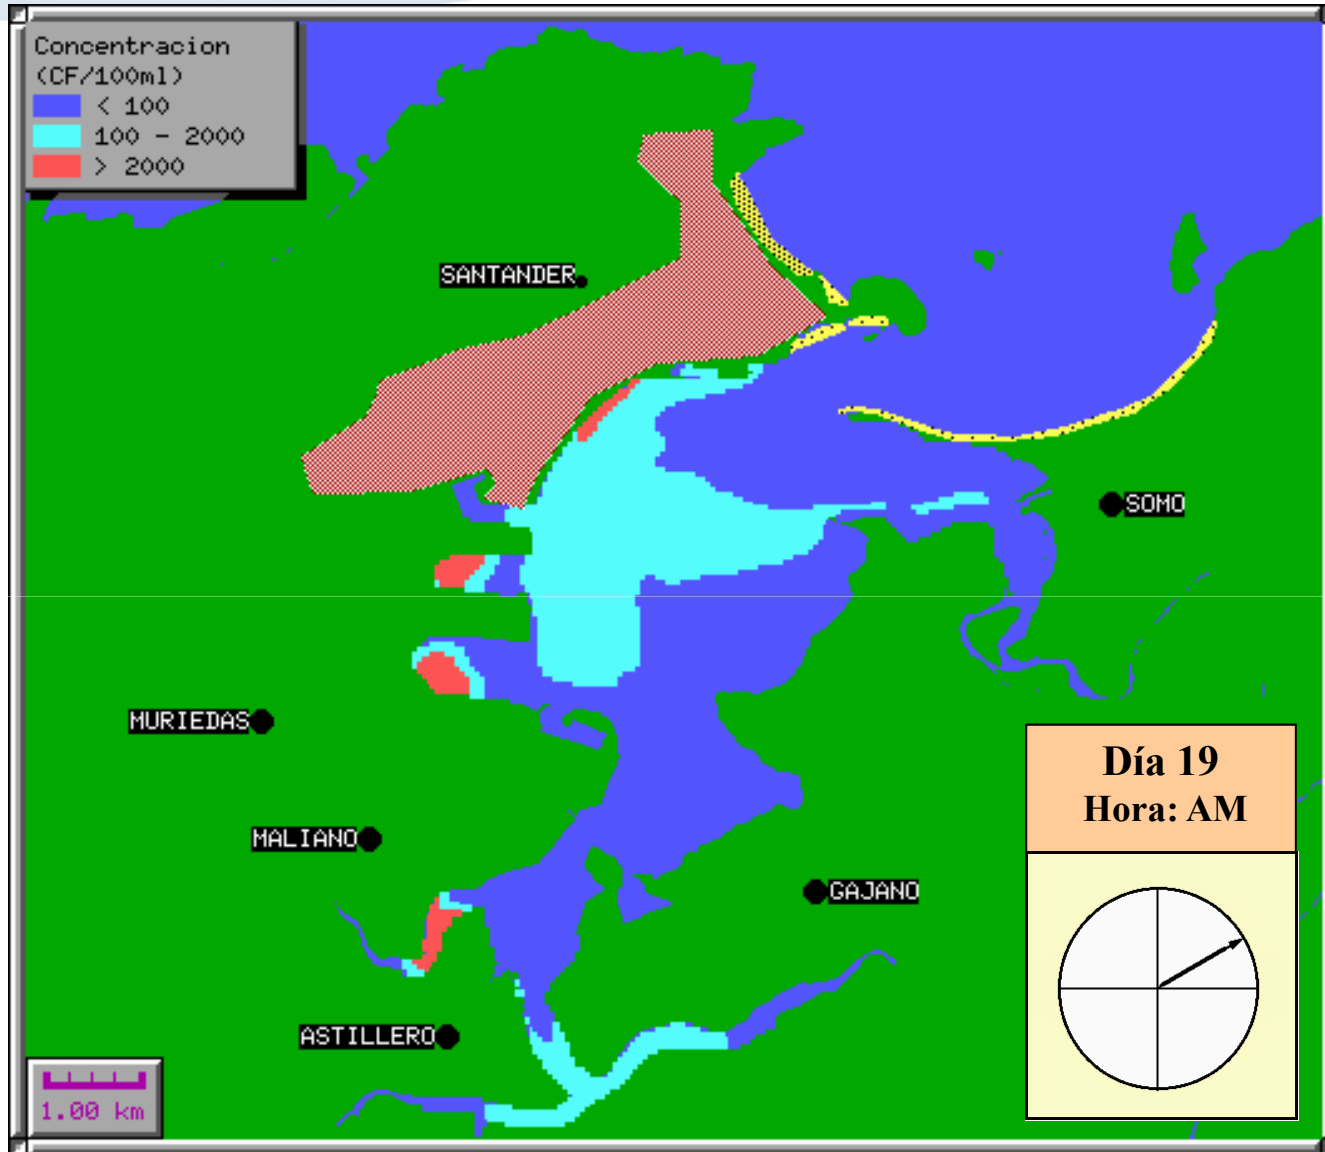 Concentracion
(CF/100ml)
< 100
100 - 2000
> 2000
SANTANDER
SOMO
MURIEDAS
Día 19
Hora: AM
MALIANO
GAJANO
ASTILLERO
1.00 km